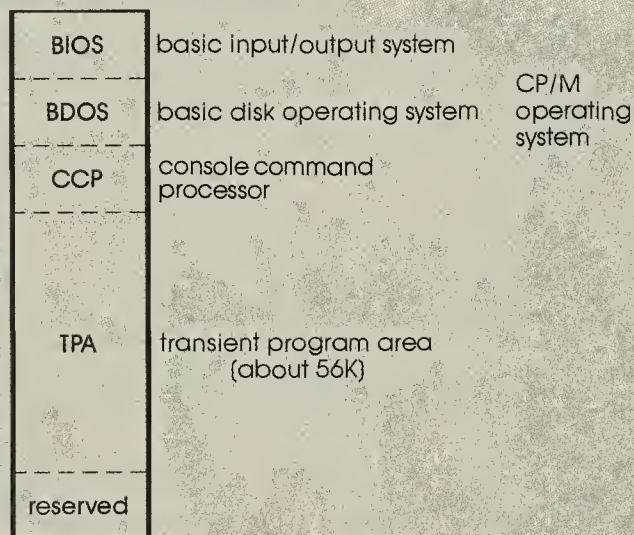 BIOS basic input/output system
BDOS basic disk operating system
CP/M
operating
system
CCP console command
processor
TPA transient program area
(about 56K)
reserved